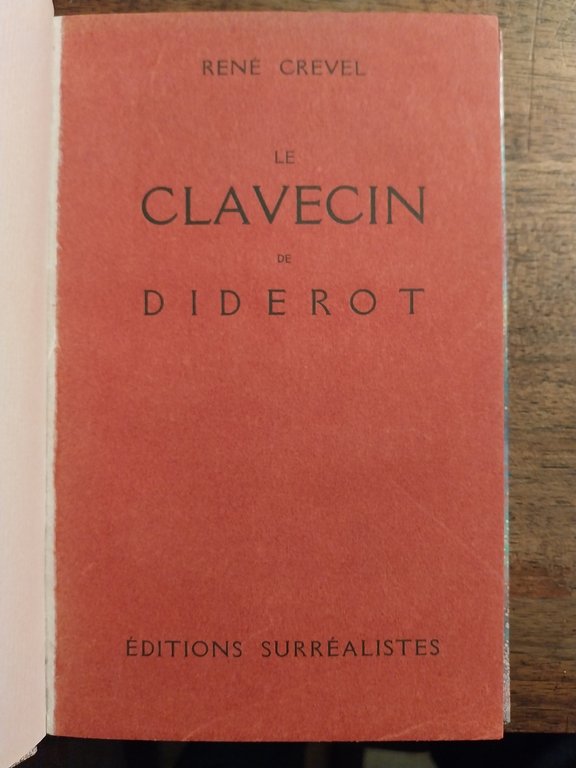 RENÉ CREVEL
LE
CLAVECIN
DE
DIDEROT
ÉDITIONS SURRÉALISTES